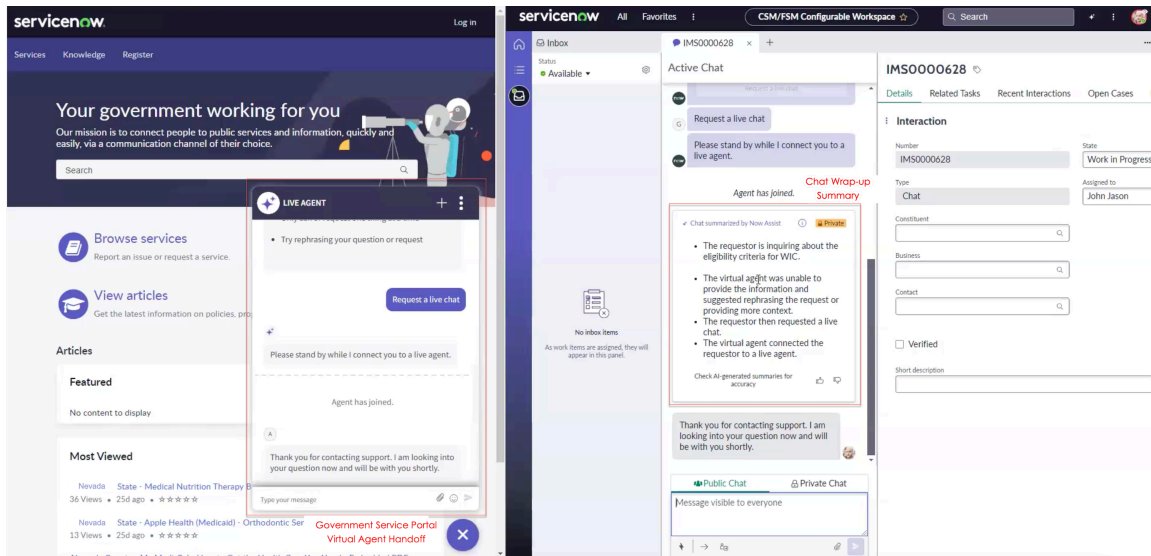 servicenow
Log in
Services Knowledge Register
Your government working for you
Our mission is to connect people to public services and information, quickly and
easily, via a communication channel of their choice.
Search
Browse services
Report an issue or request a service.
View articles
Get the latest information on policies,
Articles
Featured
No content to display
Most Viewed
Nevada State - Medical Nutrition Therapy
36 Views • 25d ago •
Nevada State - Apple Health (Medicaid) - Orthodontic Ser
13 Views • 25d ago •
LIVE AGENT
• Try rephrasing your question or request
Request a live chat
Please stand by while I connect you to a live agent.
Agent has joined.
A
Thank you for contacting support. I am looking into
your question now and will be with you shortly.
Type your message
Government Service Portal
Virtual Agent Handoff
servicenow All Favorites CSM/FSM Configurable Workspace Search
Inbox
Status
Available
No inbox items
As work items are assigned, they will
appear in this panel.
IMS0000628
Active Chat
Request a live chat
G
Request a live chat
now
Please stand by while I connect you to a
live agent.
Agent has joined.
Chat Wrap-up
Summary
Chat summarized by Now Assist Private
• The requestor is inquiring about the
eligibility criteria for WIC.
• The virtual agent was unable to
provide the information and
suggested rephrasing the request or
providing more context.
• The requestor then requested a live
chat.
• The virtual agent connected the
requestor to a live agent.
Check AI-generated summaries for
accuracy
Thank you for contacting support. I am
looking into your question now and will
be with you shortly.
Public Chat Private Chat
Message visible to everyone
IMS0000628
Details Related Tasks Recent Interactions Open Cases
Interaction
Number
IMS0000628
State
Work in Progress
Type
Chat
Assigned to
John Jason
Constituent
Business
Contact
Verified
Short description